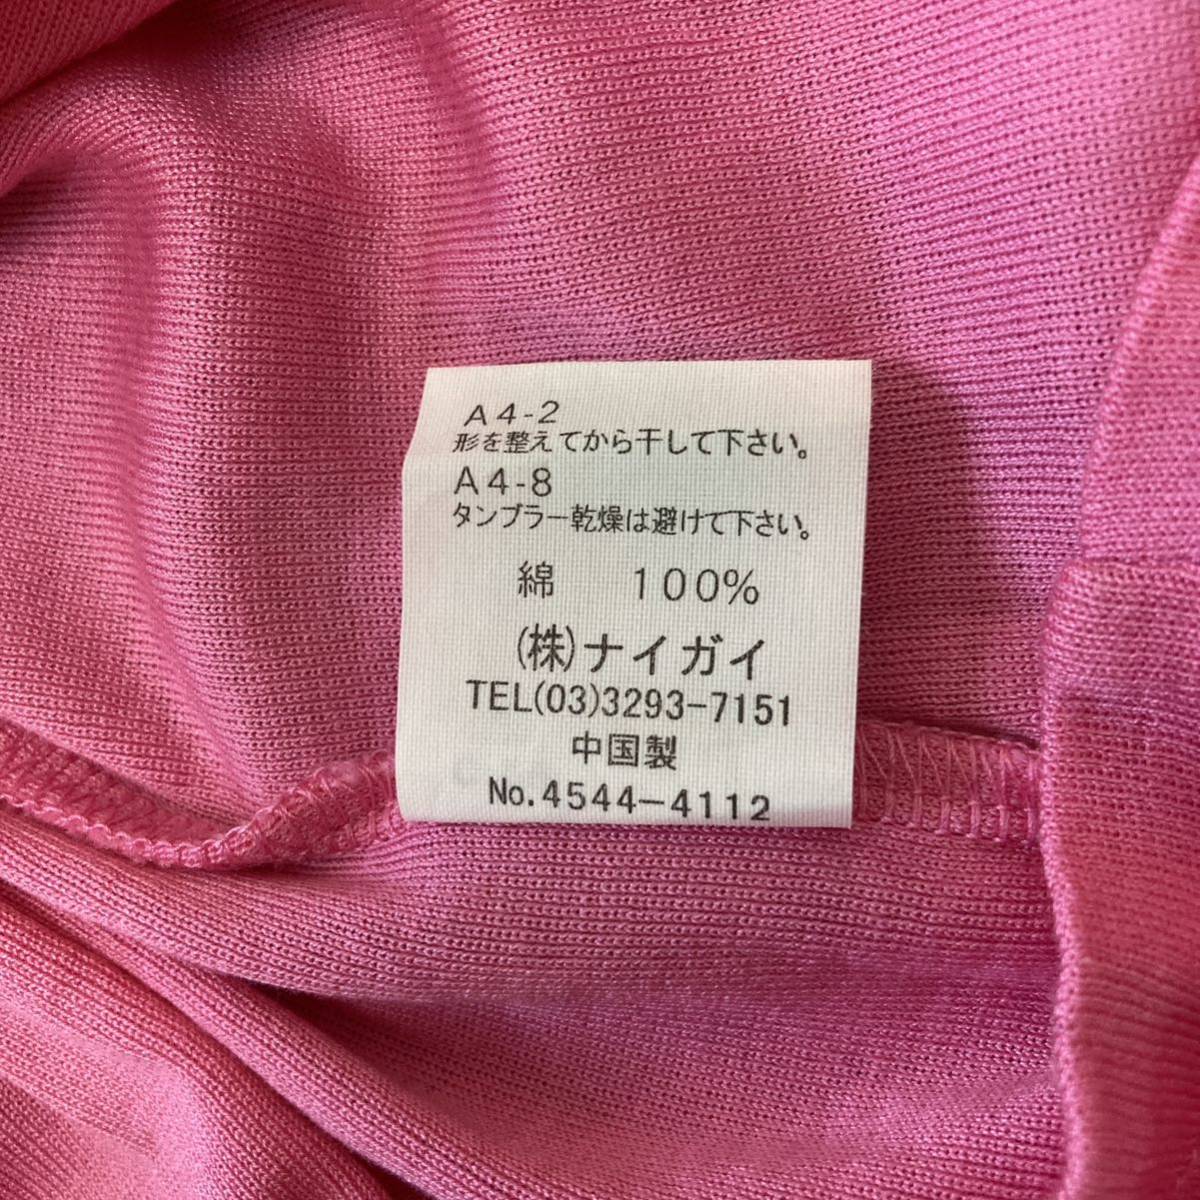 A4-2
形を整えてから干して下さい。
A4-8
タンブラー乾燥は避けて下さい。
綿 100%
(株)ナイガイ
TEL(03)3293-7151
中国製
No.4544-4112